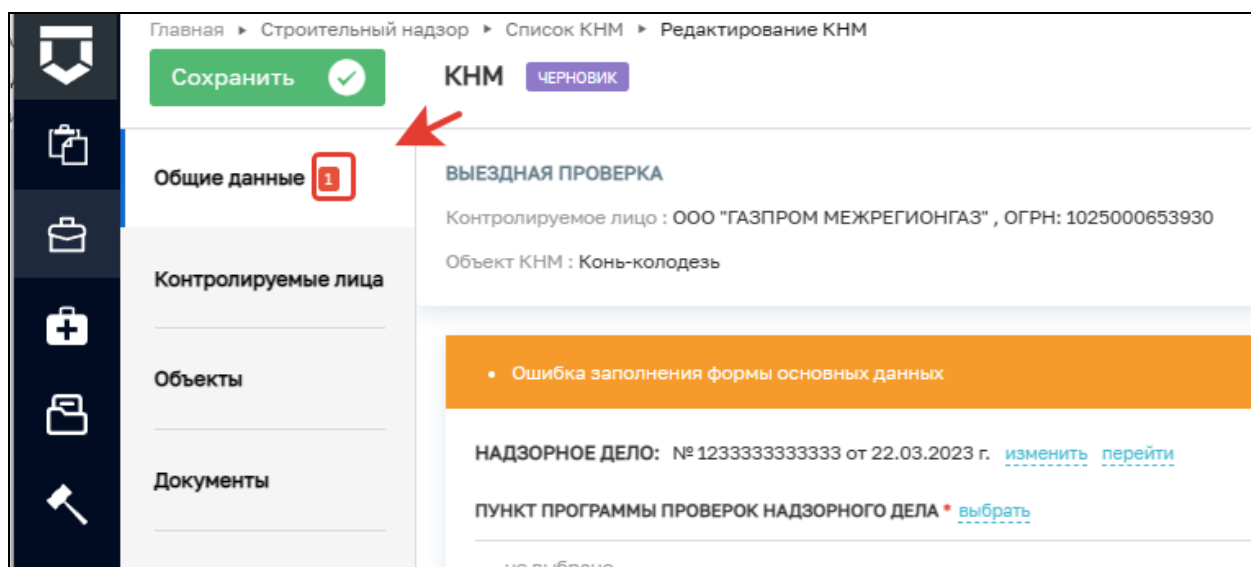 Главная ▸ Строительный надзор ▸ Список КНМ ▸ Редактирование КНМ
Сохранить
КНМ ЧЕРНОВИК
Общие данные 1
ВЫЕЗДНАЯ ПРОВЕРКА
Контролируемое лицо : ООО "ГАЗПРОМ МЕЖРЕГИОНГАЗ" , ОГРН: 1025000653930
Объект КНМ : Конь-колодезь
Контролируемые лица
Объекты
Документы
• Ошибка заполнения формы основных данных
НАДЗОРНОЕ ДЕЛО: № 1233333333333 от 22.03.2023 г. изменить перейти
ПУНКТ ПРОГРАММЫ ПРОВЕРОК НАДЗОРНОГО ДЕЛА * выбрать